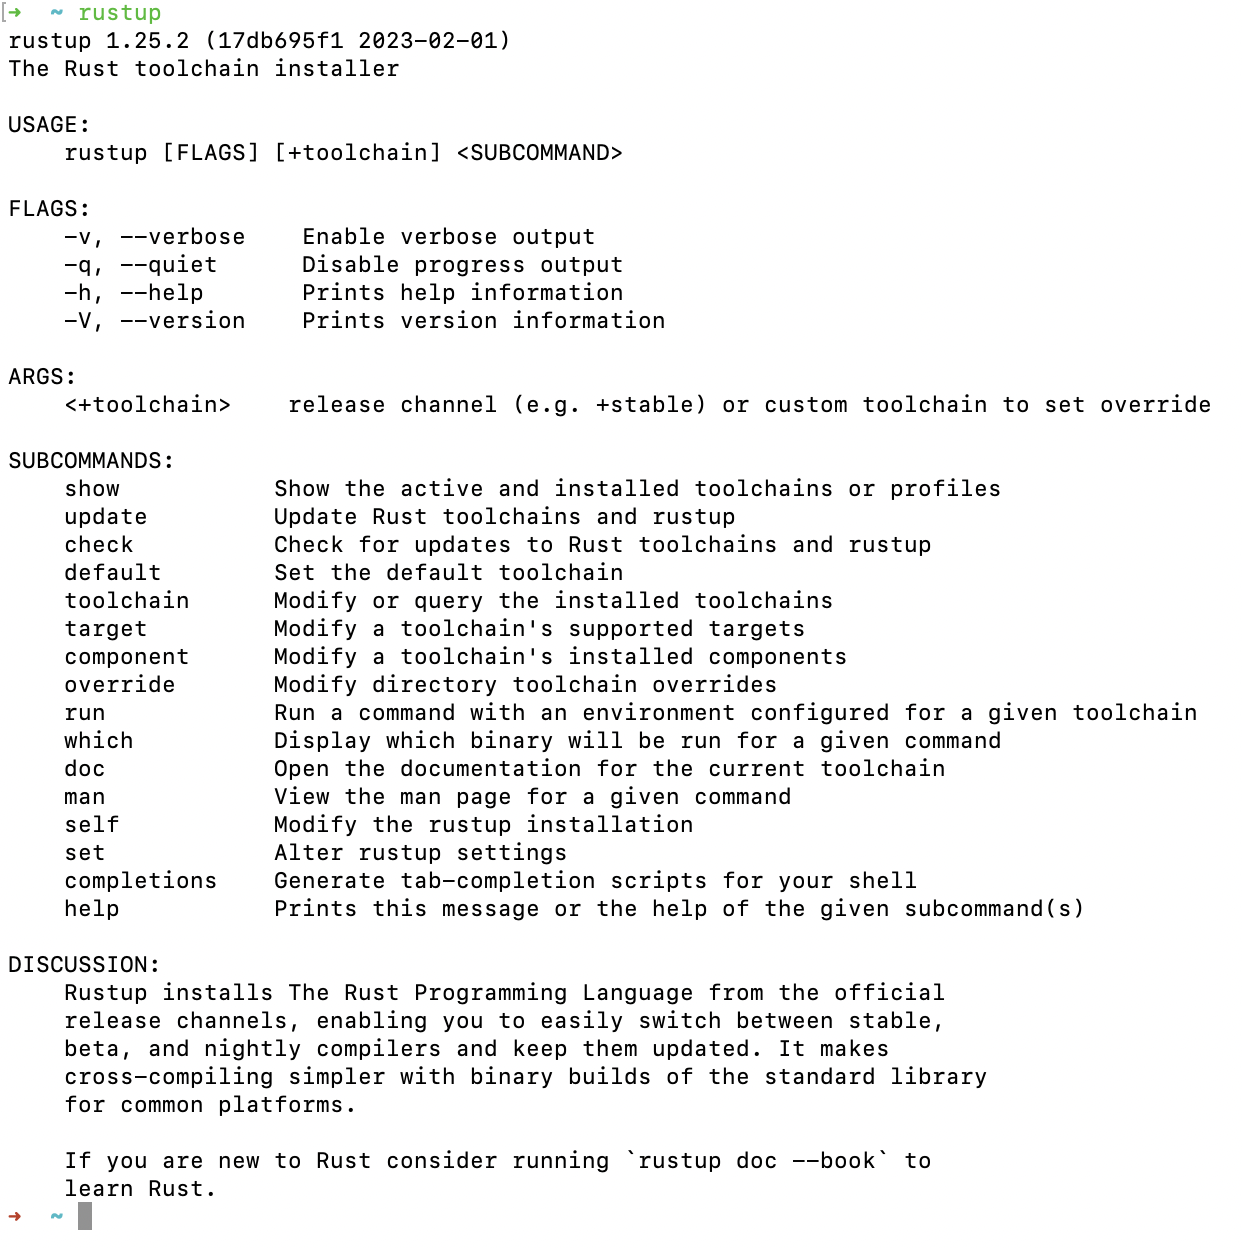 [➜  ~ rustup
rustup 1.25.2 (17db695f1 2023-02-01)
The Rust toolchain installer

USAGE:
    rustup [FLAGS] [+toolchain] <SUBCOMMAND>

FLAGS:
    -v, --verbose    Enable verbose output
    -q, --quiet      Disable progress output
    -h, --help       Prints help information
    -V, --version    Prints version information

ARGS:
    <+toolchain>    release channel (e.g. +stable) or custom toolchain to set override

SUBCOMMANDS:
    show           Show the active and installed toolchains or profiles
    update         Update Rust toolchains and rustup
    check          Check for updates to Rust toolchains and rustup
    default        Set the default toolchain
    toolchain      Modify or query the installed toolchains
    target         Modify a toolchain's supported targets
    component      Modify a toolchain's installed components
    override       Modify directory toolchain overrides
    run            Run a command with an environment configured for a given toolchain
    which          Display which binary will be run for a given command
    doc            Open the documentation for the current toolchain
    man            View the man page for a given command
    self           Modify the rustup installation
    set            Alter rustup settings
    completions    Generate tab-completion scripts for your shell
    help           Prints this message or the help of the given subcommand(s)

DISCUSSION:
    Rustup installs The Rust Programming Language from the official
    release channels, enabling you to easily switch between stable,
    beta, and nightly compilers and keep them updated. It makes
    cross-compiling simpler with binary builds of the standard library
    for common platforms.

    If you are new to Rust consider running `rustup doc --book` to
    learn Rust.
➜  ~